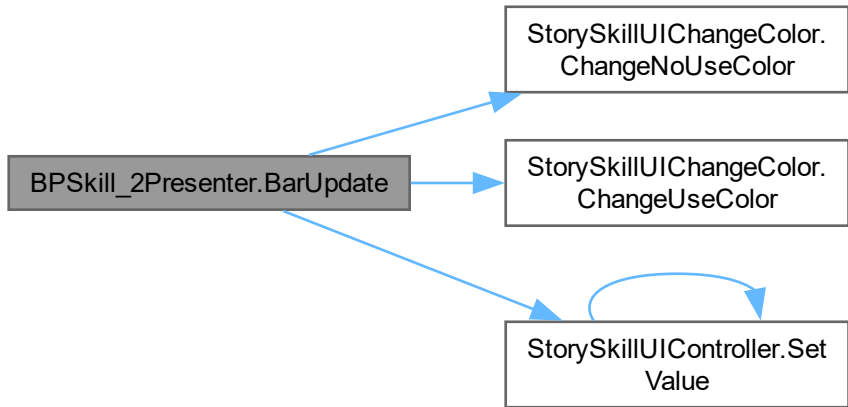 StorySkillUIChangeColor.
ChangeNoUseColor
BPSkill_2Presenter.BarUpdate
StorySkillUIChangeColor.
ChangeUseColor
StorySkillUIController.Set
Value